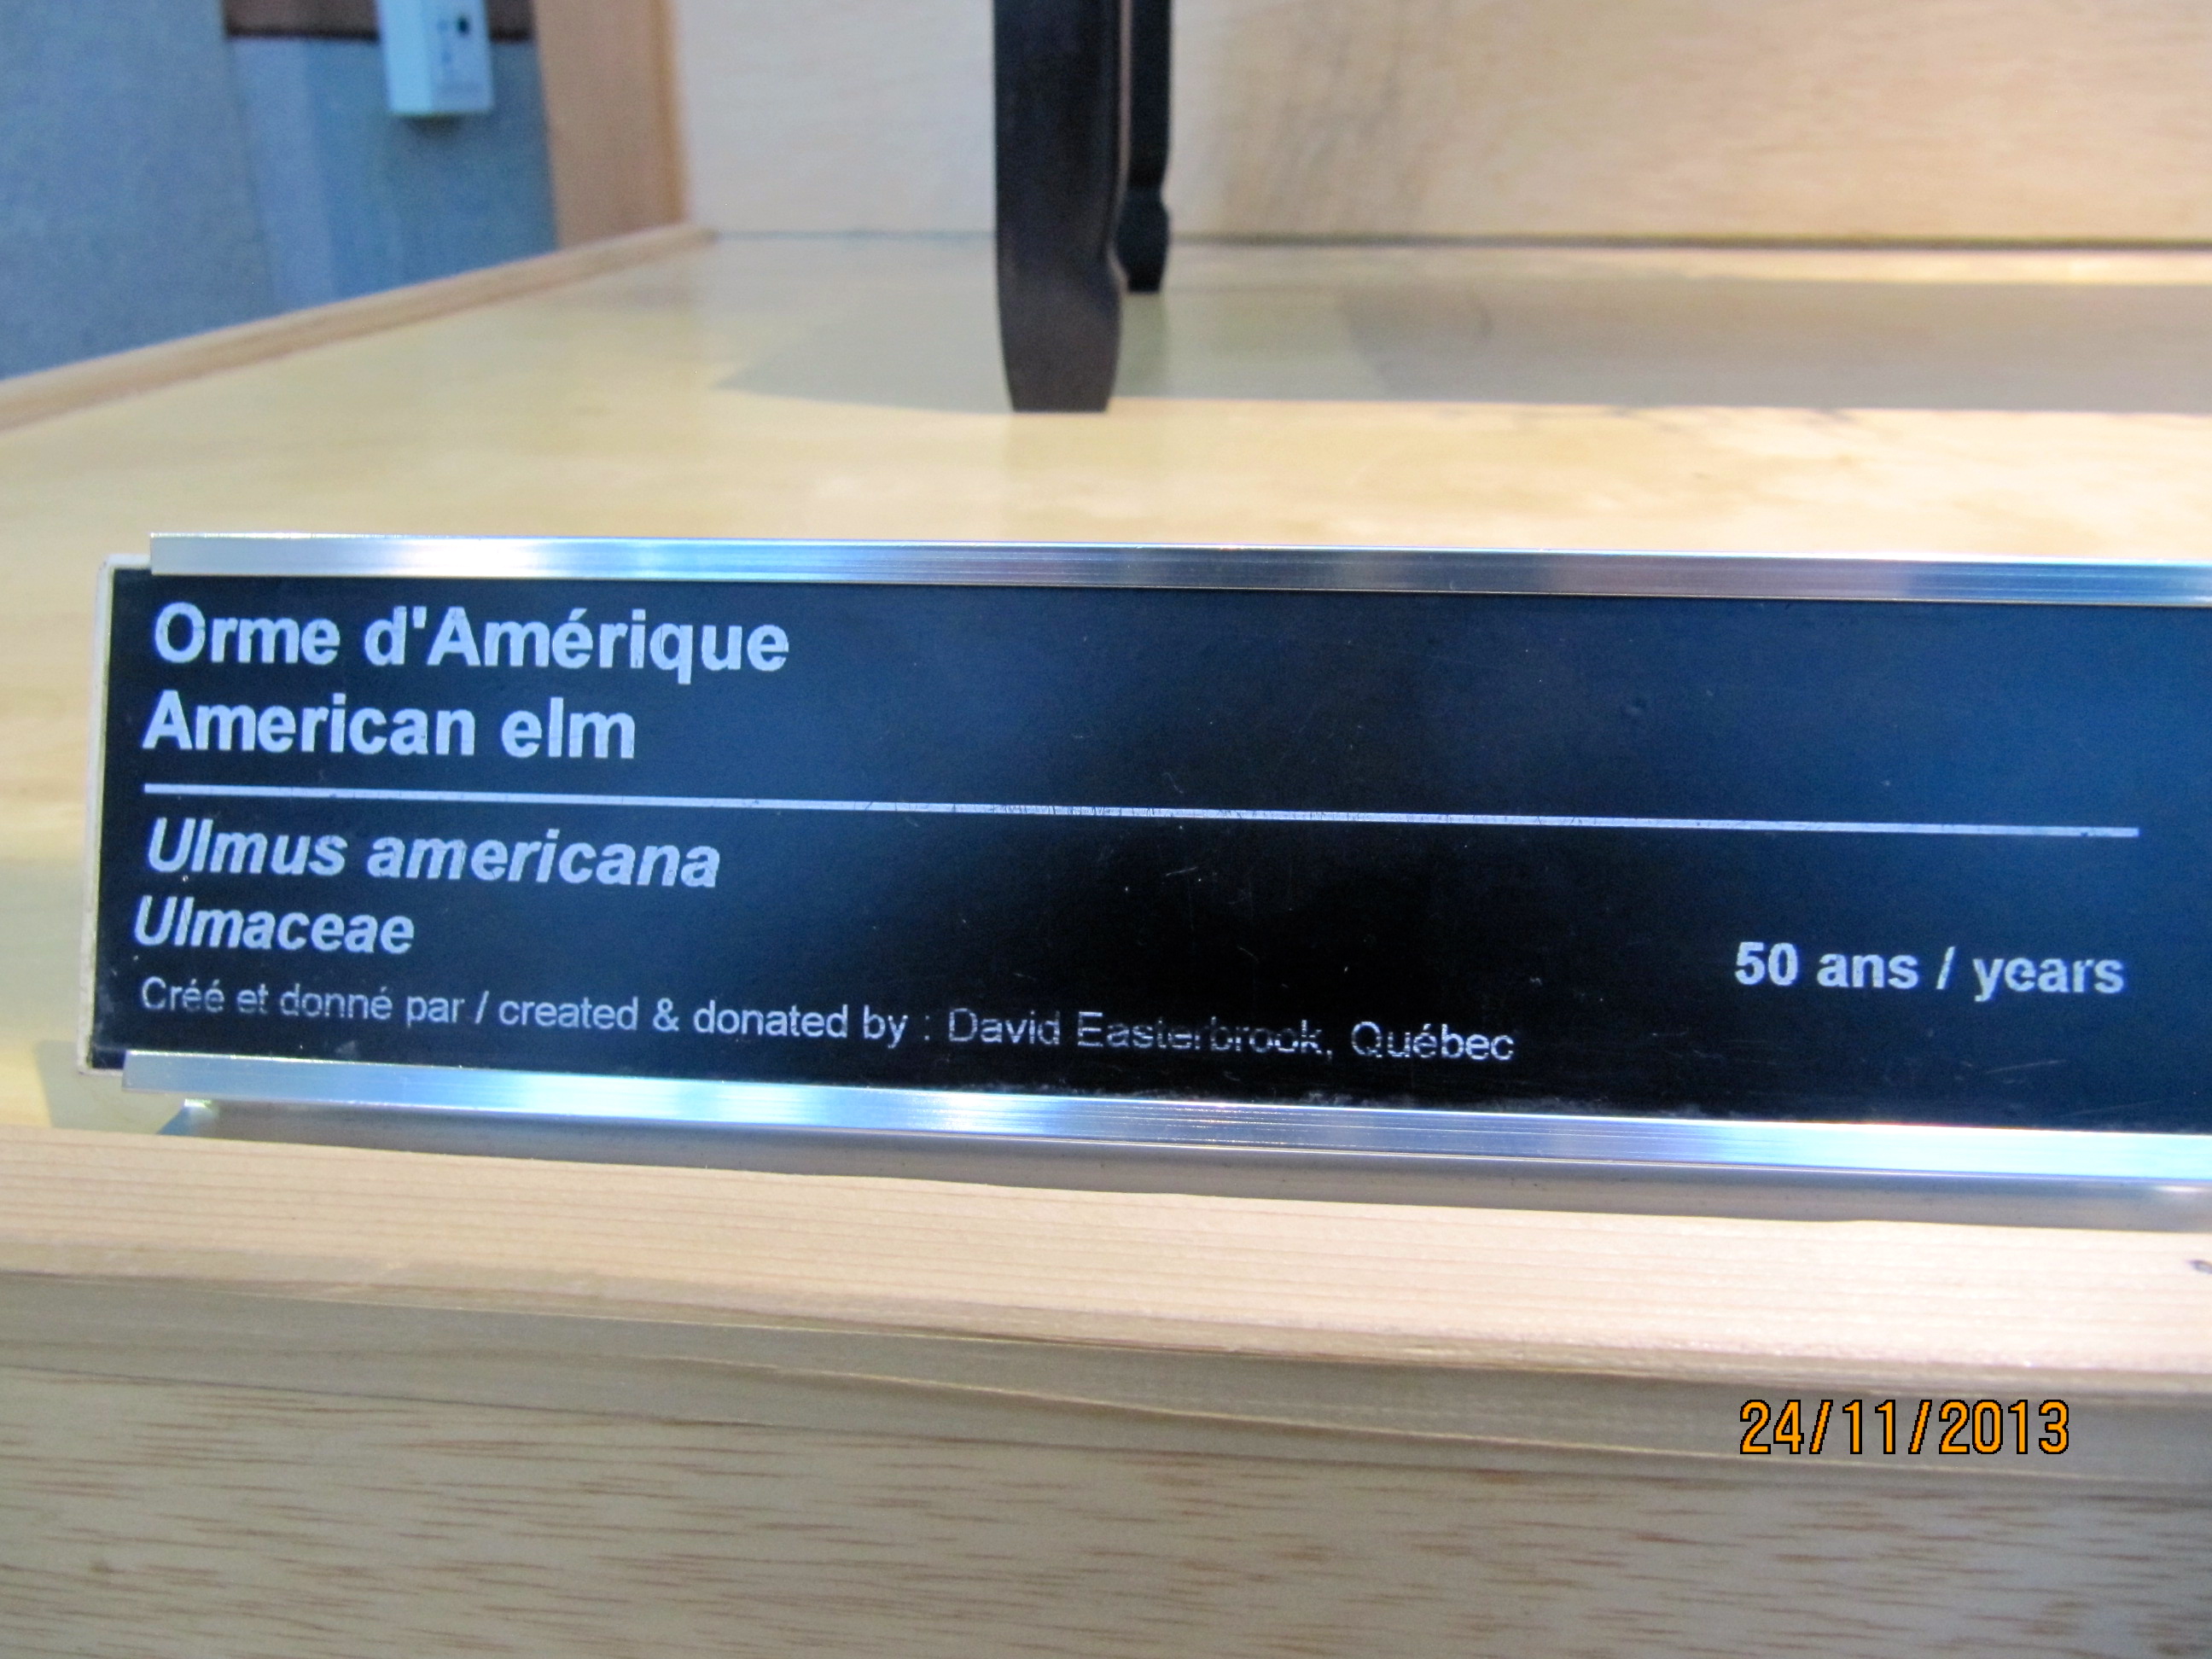 Orme d'Amérique
American elm
Ulmus americana
Ulmaceae
50 ans / years
Créé et donné par / created & donated by : David Easterbrook, Québec
24/11/2013